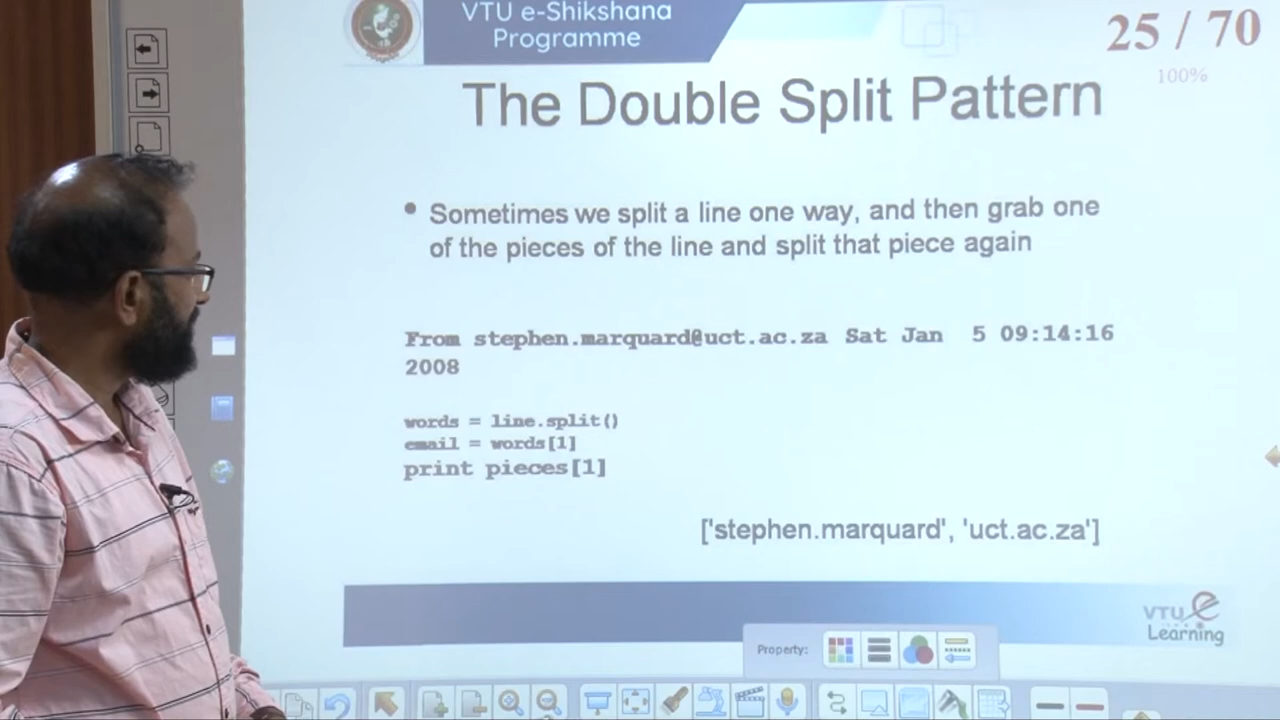 VTU e-Shikshana
Programme
25 / 70
100%
The Double Split Pattern
• Sometimes we split a line one way, and then grab one
of the pieces of the line and split that piece again
From stephen.marquard@uct.ac.za Sat Jan  5 09:14:16
2008
words = line.split()
email = words[1]
print pieces[1]
['stephen.marquard', 'uct.ac.za']
VTU e
Learning
Property: